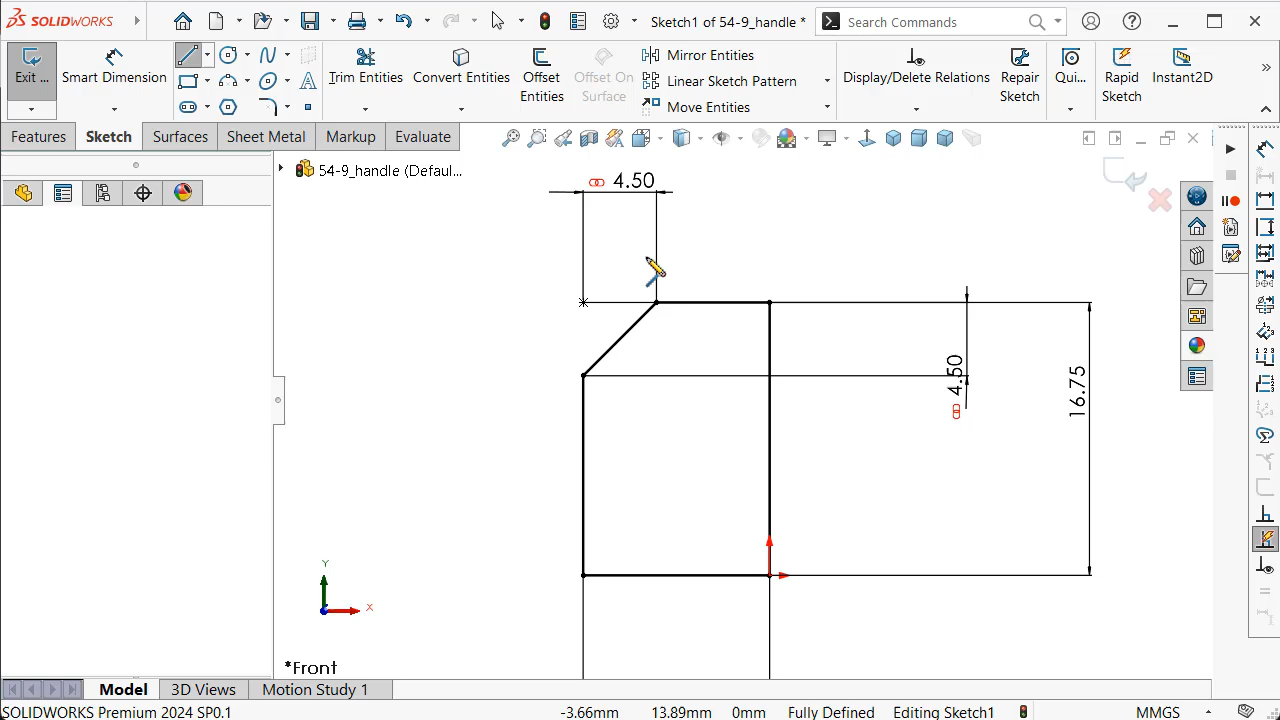 SOLIDWORKS
Sketch1 of 54-9_handle *
Search Commands
Exit ...
Smart Dimension
Trim Entities
Convert Entities
Offset Entities
Offset On Surface
Mirror Entities
Linear Sketch Pattern
Move Entities
Display/Delete Relations
Repair Sketch
Qui...
Rapid Sketch
Instant2D
Features
Sketch
Surfaces
Sheet Metal
Markup
Evaluate
54-9_handle (Defaul...
4.50
4.50
16.75
Y
X
*Front
Model
3D Views
Motion Study 1
SOLIDWORKS Premium 2024 SP0.1
-3.66mm
13.89mm
0mm
Fully Defined
Editing Sketch1
MMGS